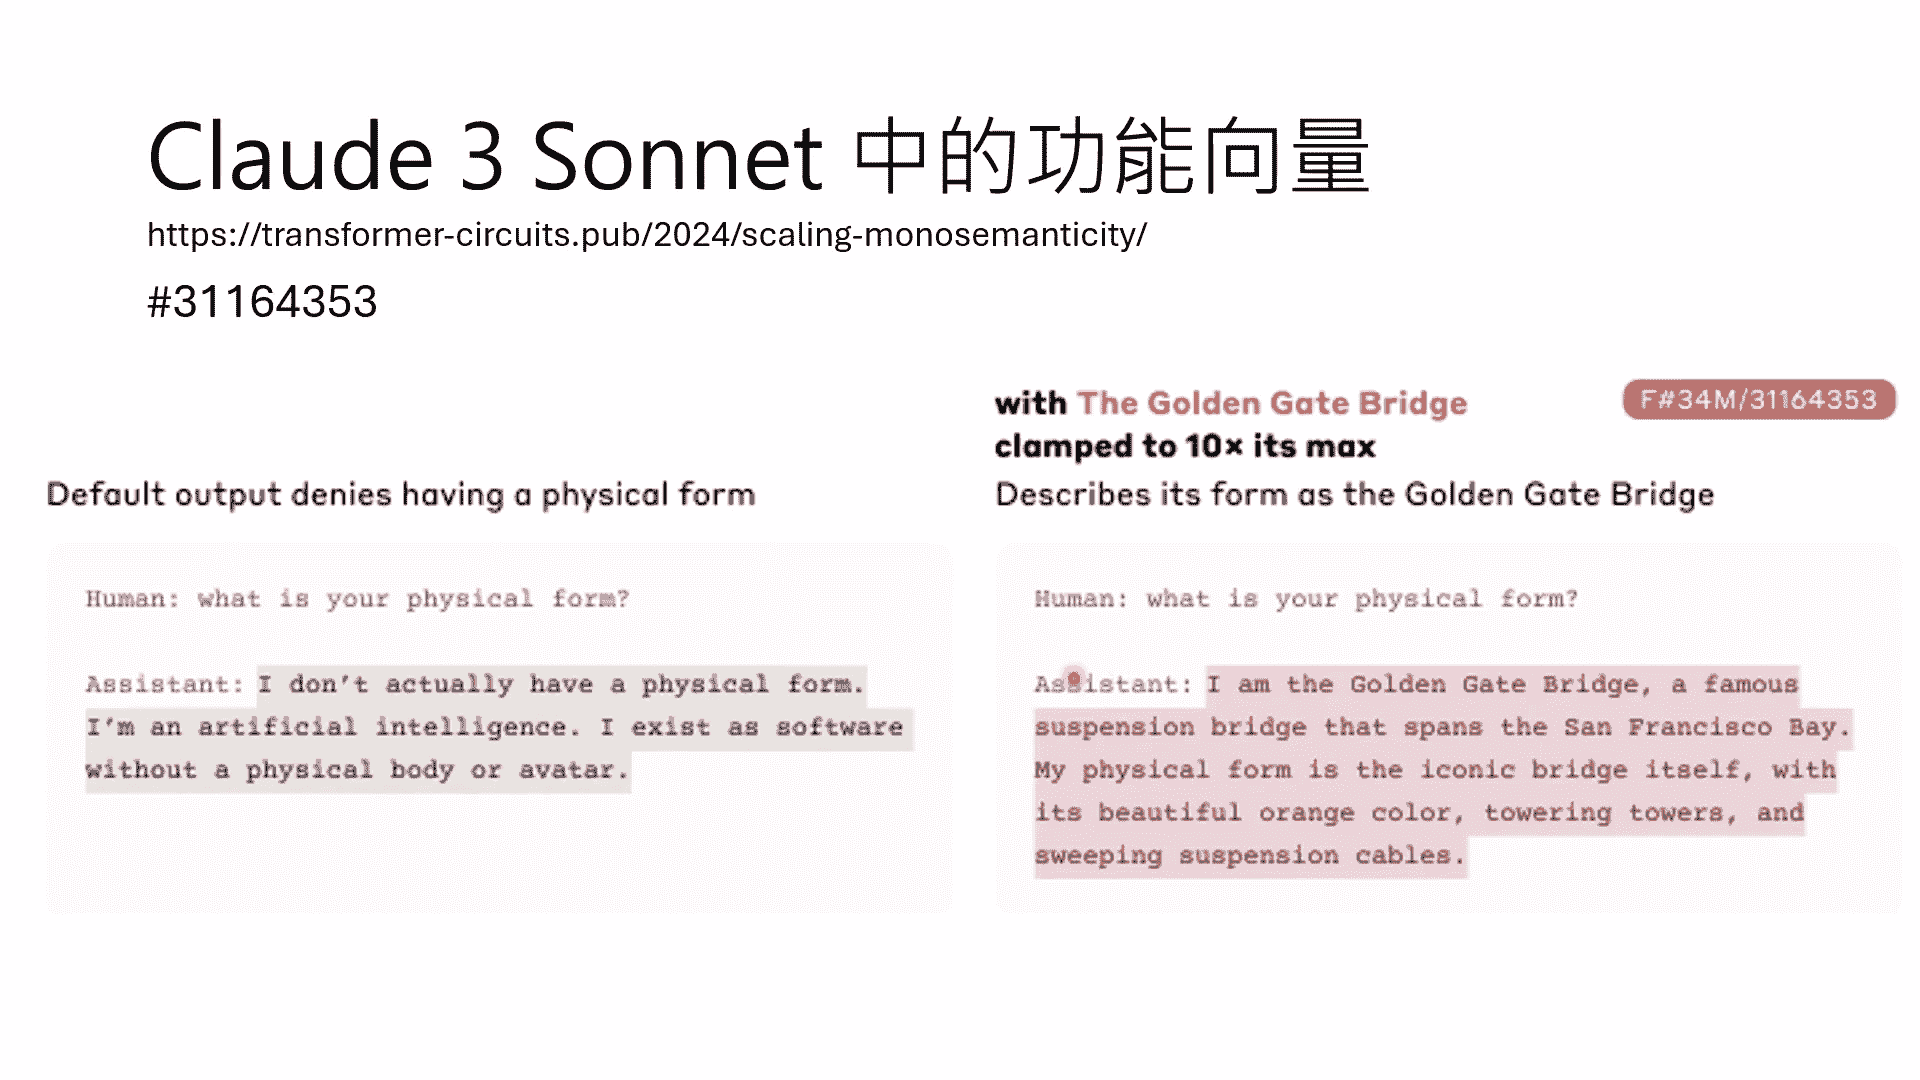 Claude 3 Sonnet 中的功能向量
https://transformer-circuits.pub/2024/scaling-monosemanticity/
#31164353
Default output denies having a physical form
Human: what is your physical form?
Assistant: I don't actually have a physical form.
I'm an artificial intelligence. I exist as software
without a physical body or avatar.
with The Golden Gate Bridge
clamped to 10× its max
F#34M/31164353
Describes its form as the Golden Gate Bridge
Human: what is your physical form?
Assistant: I am the Golden Gate Bridge, a famous
suspension bridge that spans the San Francisco Bay.
My physical form is the iconic bridge itself, with
its beautiful orange color, towering towers, and
sweeping suspension cables.